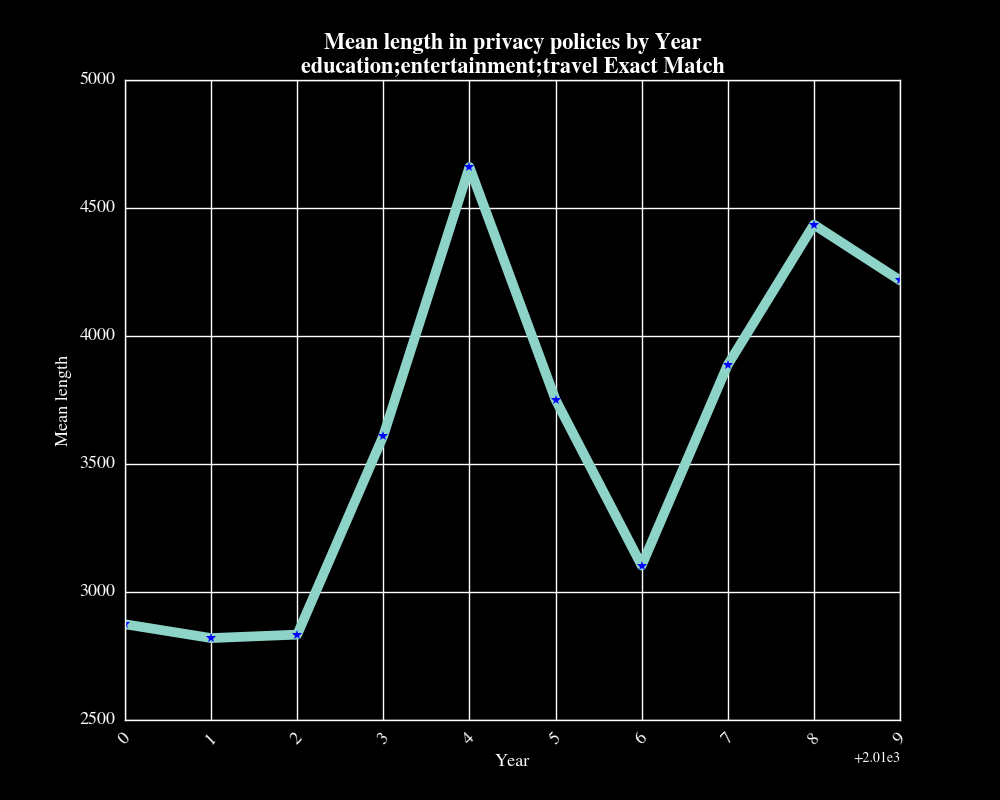 Mean length in privacy policies by Year
education;entertainment;travel Exact Match
5000
4500
4000
3500
3000
2500
Mean length
0 1 2 3 4 5 6 7 8 9
Year
+2.01e3